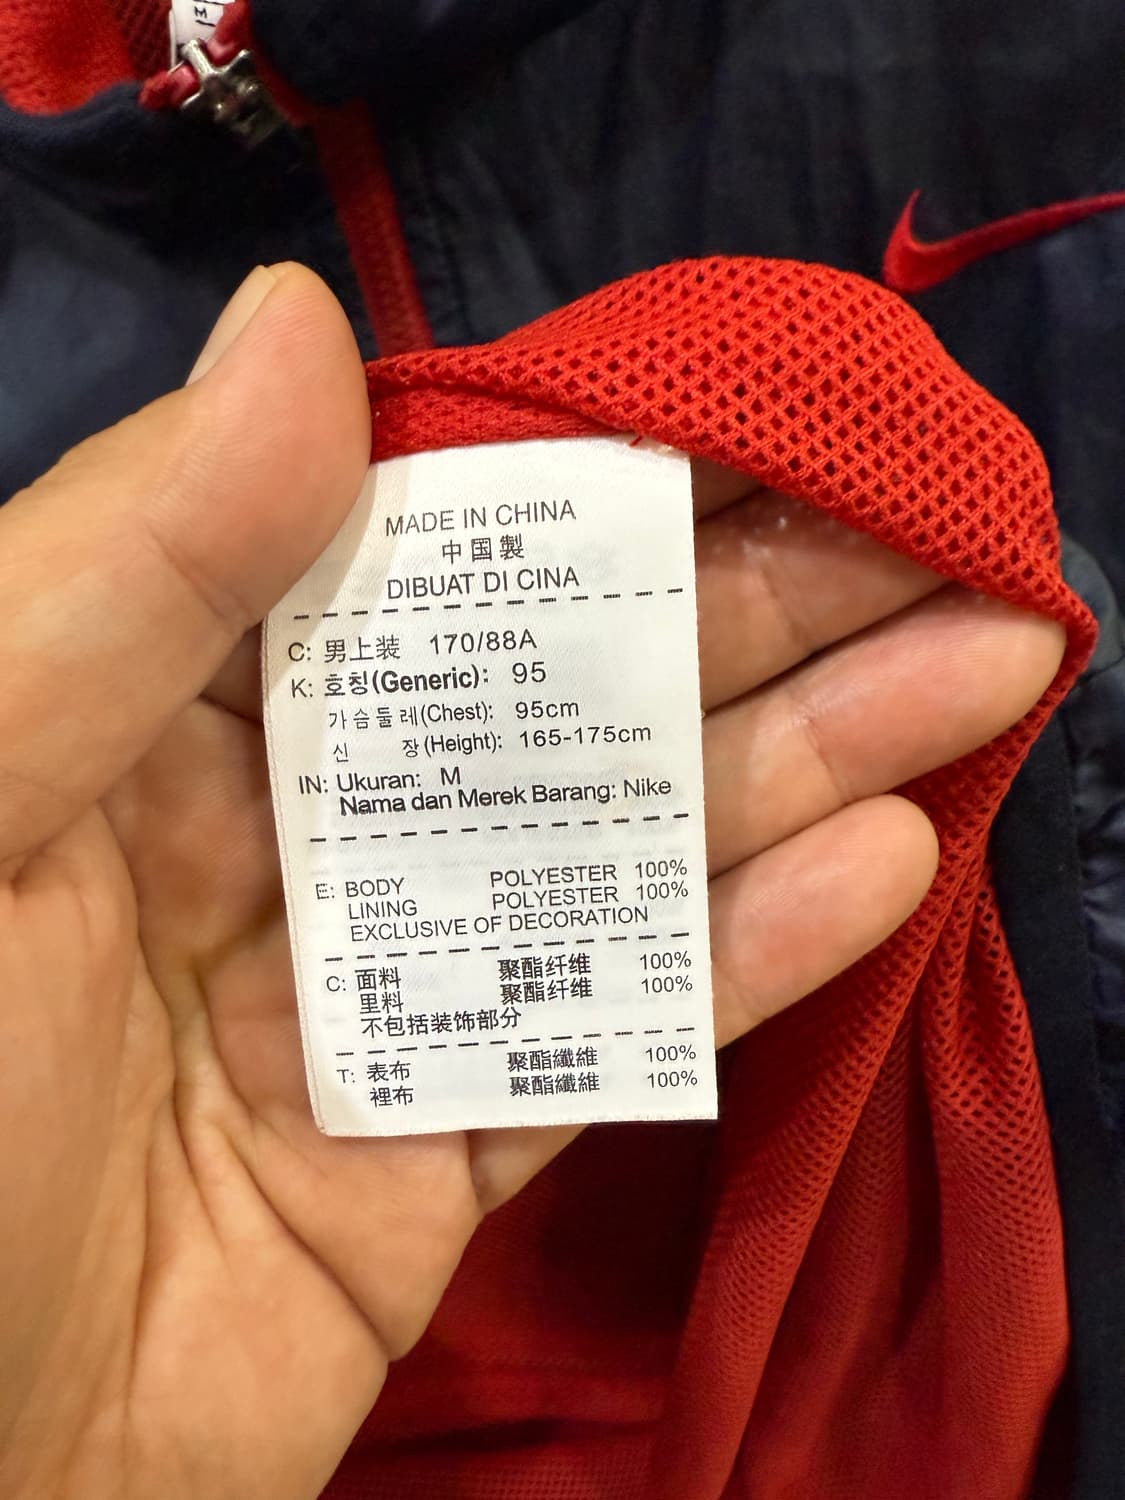 MADE IN CHINA
中国製
DIBUAT DI CINA
C: 男上装 170/88A
K: 호칭(Generic): 95
가슴둘레(Chest): 95cm
신 장(Height): 165-175cm
IN: Ukuran: M
Nama dan Merek Barang: Nike
E: BODY POLYESTER 100%
LINING POLYESTER 100%
EXCLUSIVE OF DECORATION
C: 面料 聚酯纤维 100%
里料 聚酯纤维 100%
不包括装饰部分
T: 表布 聚酯纖維 100%
裡布 聚酯纖維 100%